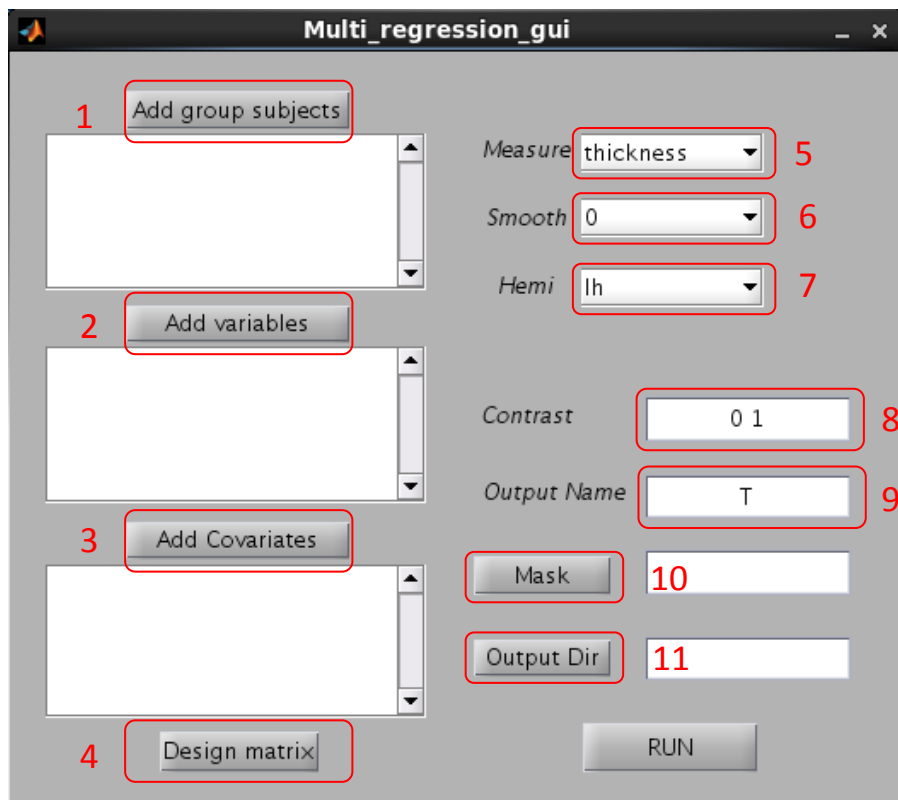 Multi_regression_gui
1 Add group subjects
2 Add variables
3 Add Covariates
4 Design matrix
Measure thickness 5
Smooth 0 6
Hemi lh 7
Contrast 0 1 8
Output Name T 9
Mask 10
Output Dir 11
RUN